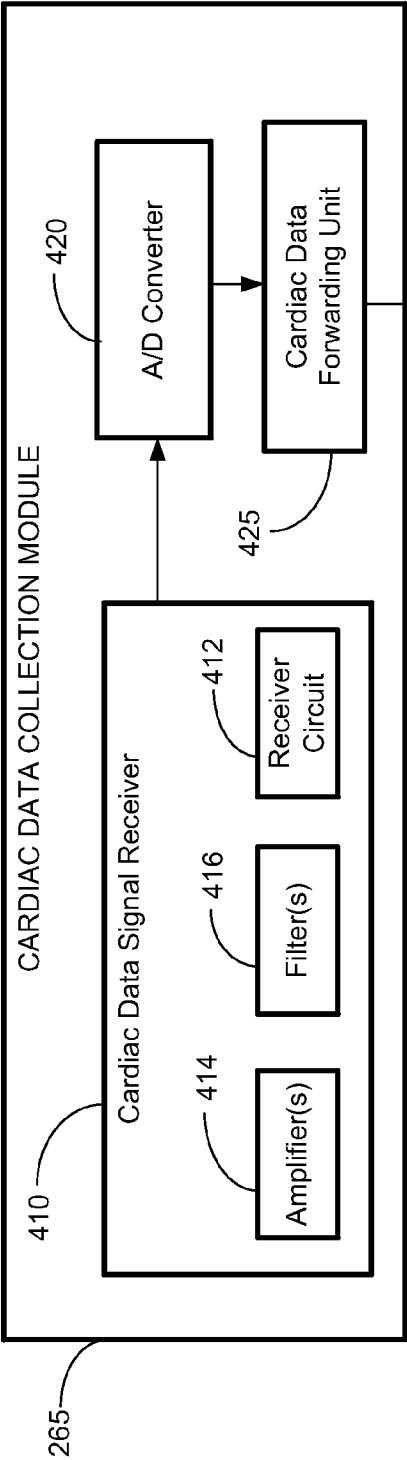 CARDIAC DATA COLLECTION MODULE
265
410
Cardiac Data Signal Receiver
414
Amplifier(s)
416
Filter(s)
412
Receiver
Circuit
420
A/D Converter
425
Cardiac Data
Forwarding Unit